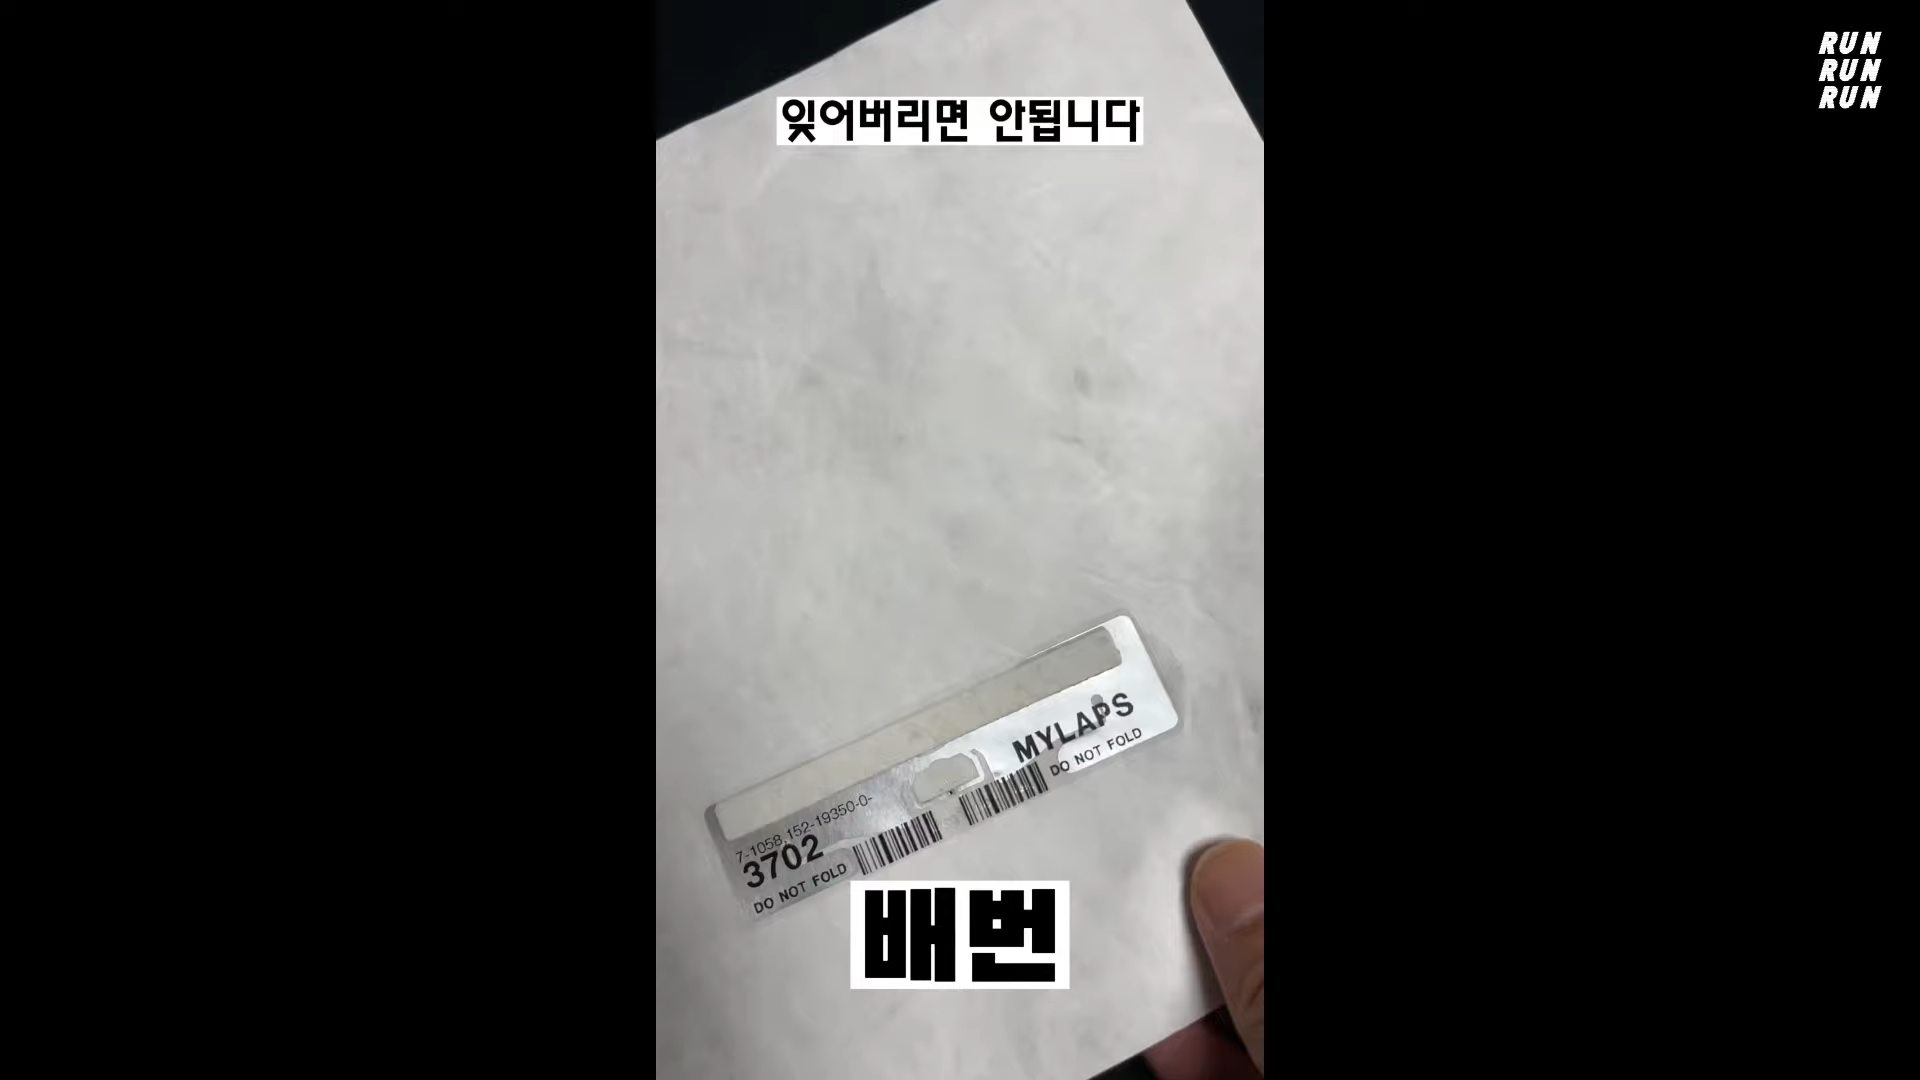 RUN
RUN
RUN
잊어버리면 안됩니다
MYLAPS
DO NOT FOLD
7-1058,152-19350-0-
3702
DO NOT FOLD
배번